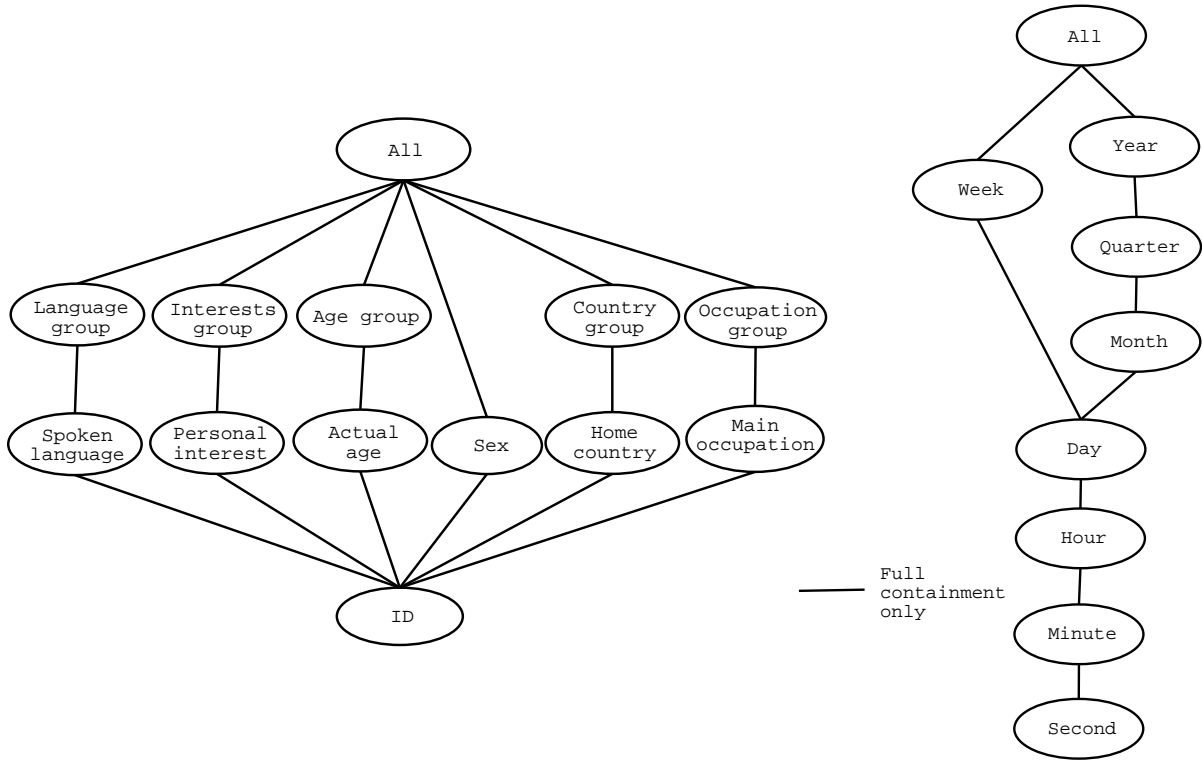 All
Language
group
Interests
group
Age group
Country
group
Occupation
group
Spoken
language
Personal
interest
Actual
age
Sex
Home
country
Main
occupation
ID
Full
containment
only
All
Week
Year
Quarter
Month
Day
Hour
Minute
Second